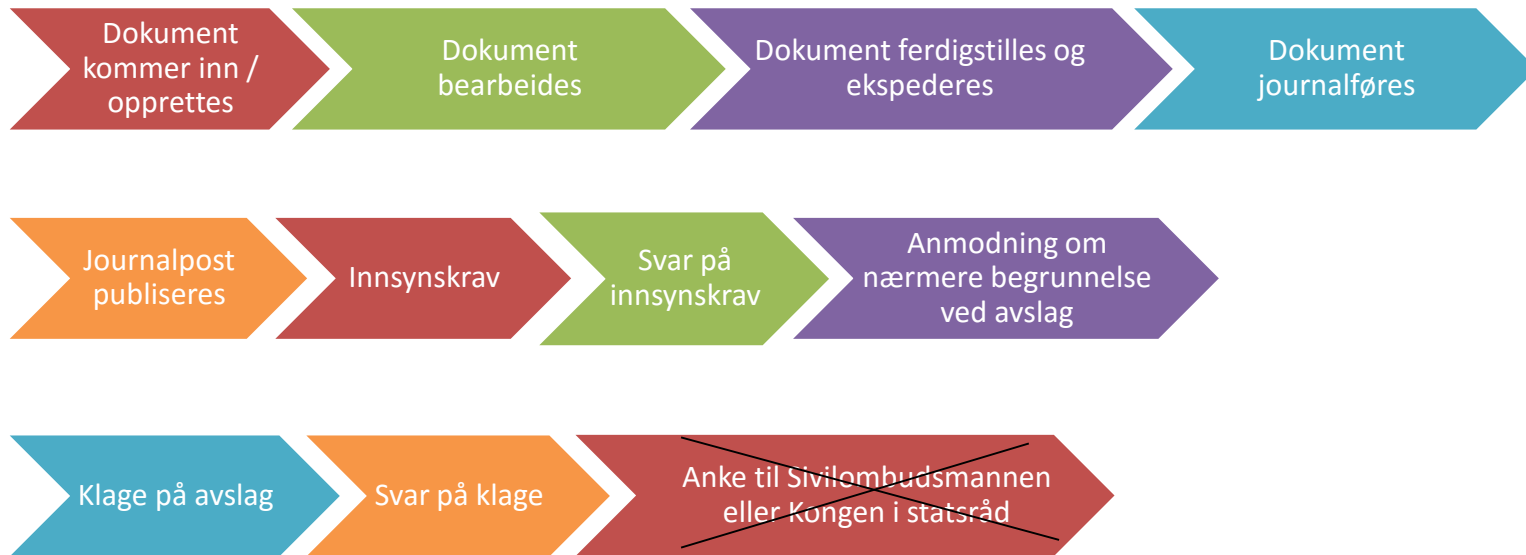 Dokument
kommer inn /
opprettes
Dokument
bearbeides
Dokument ferdigstilles og
ekspederes
Dokument
journalføres
Journalpost
publiseres
Innsynskrav
Svar på
innsynskrav
Anmodning om
nærmere begrunnelse
ved avslag
Klage på avslag
Svar på klage
Anke til Sivilombudsmannen
eller Kongen i statsråd